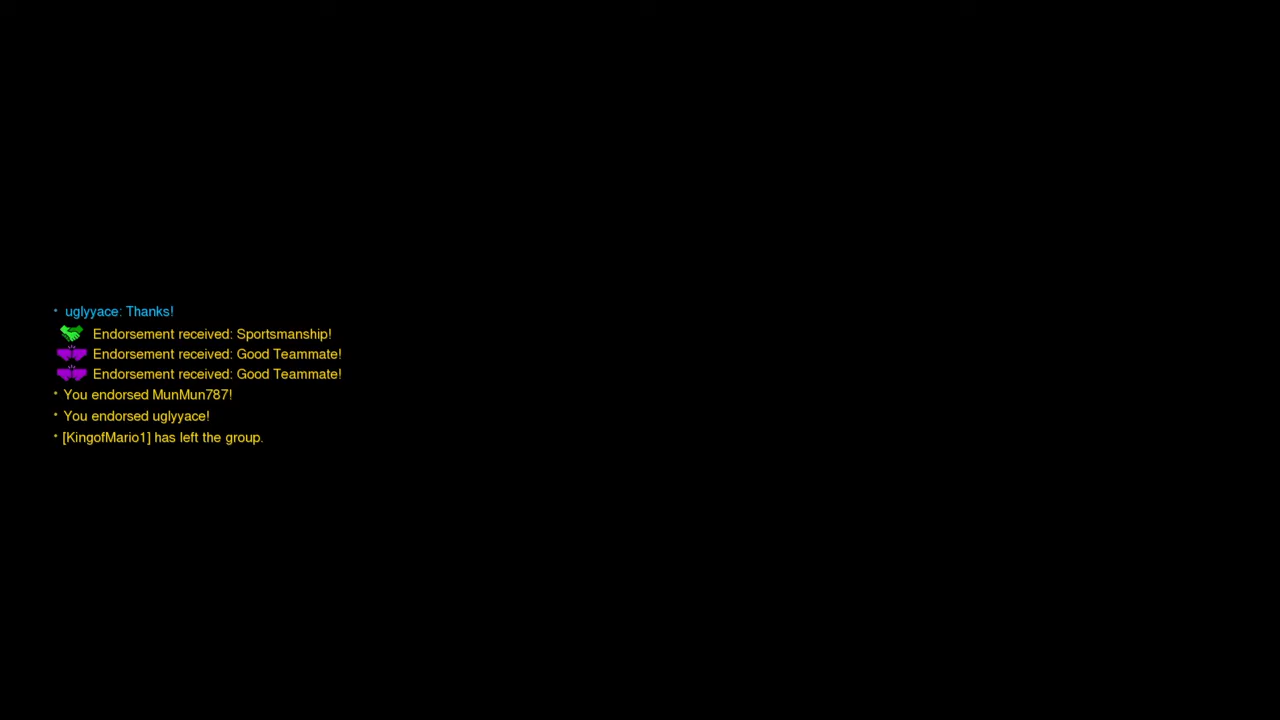 uglyyace: Thanks!
Endorsement received: Sportsmanship!
Endorsement received: Good Teammate!
Endorsement received: Good Teammate!
You endorsed MunMun787!
You endorsed uglyyace!
[KingofMario1] has left the group.